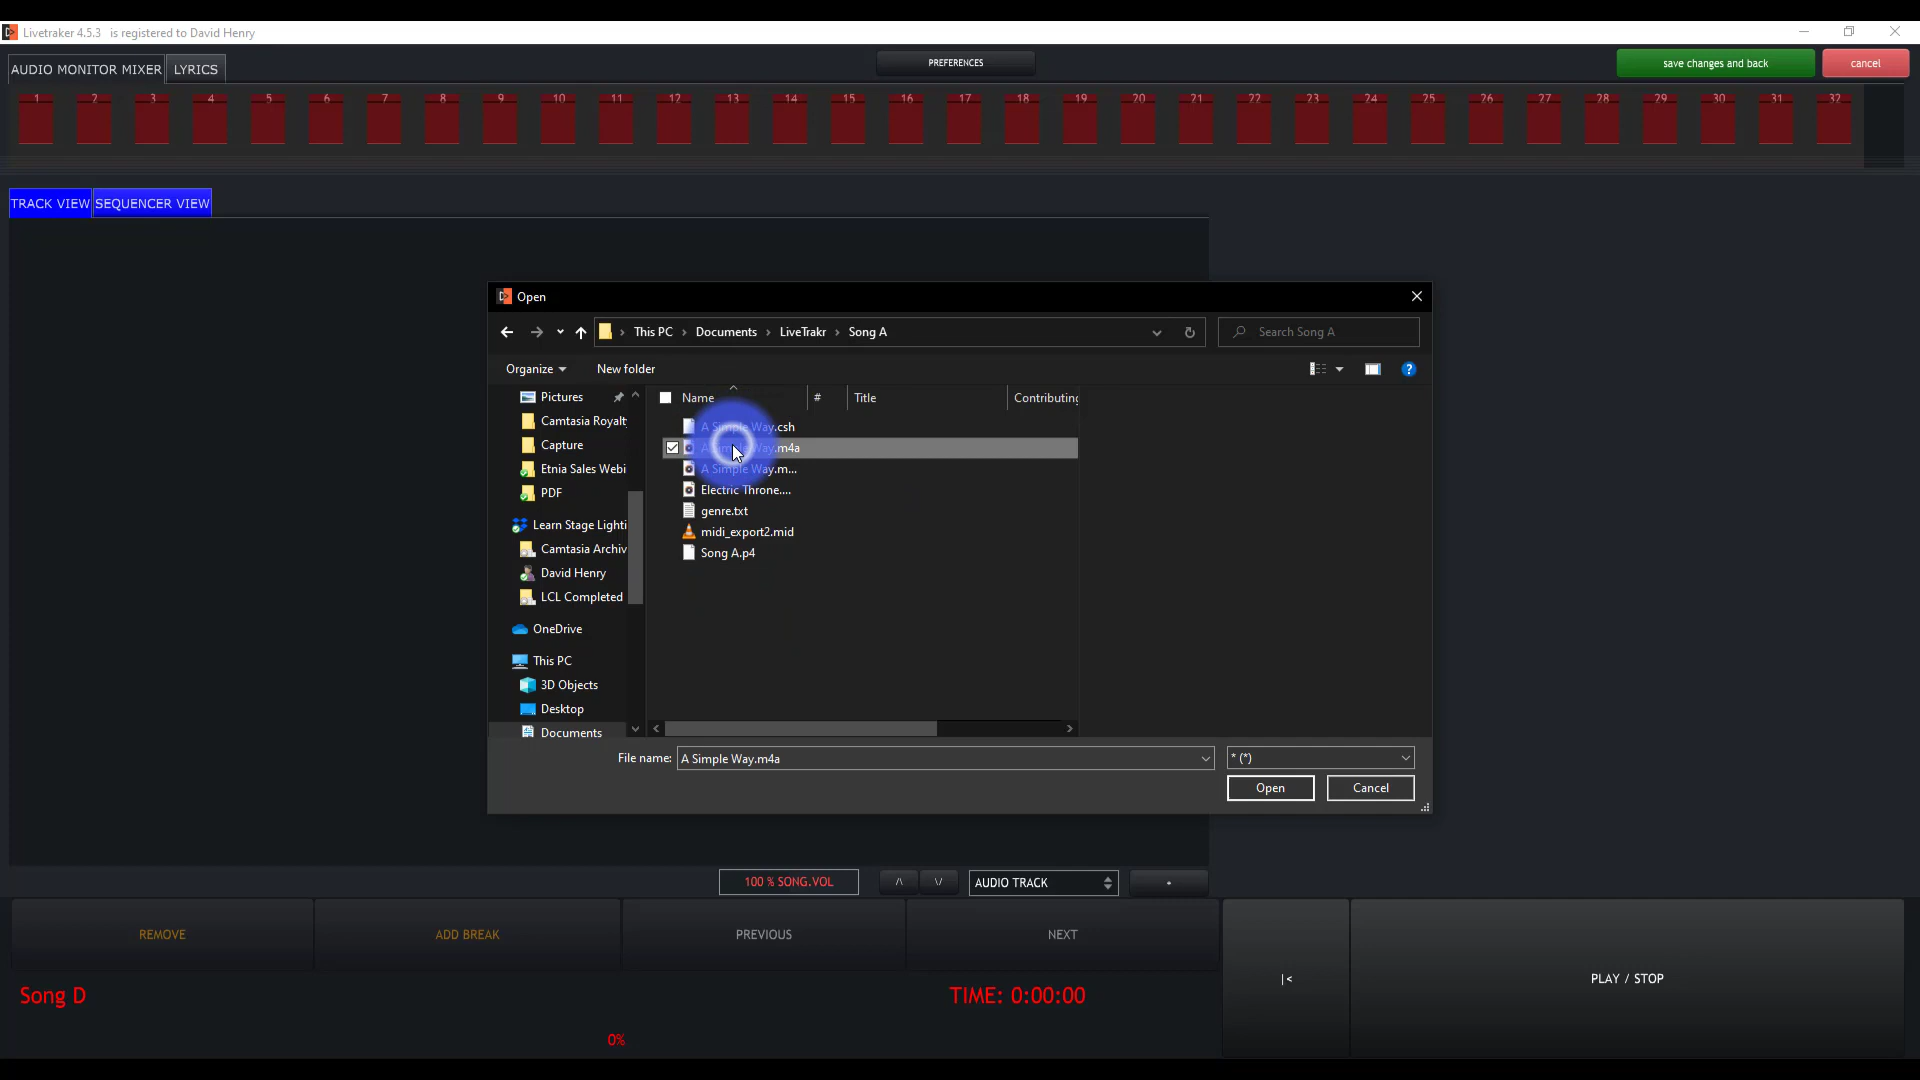 Livetraker 4.5.3 is registered to David Henry
AUDIO MONITOR MIXER LYRICS PREFERENCES save changes and back cancel
1 2 3 4 5 6 7 8 9 10 11 12 13 14 15 16 17 18 19 20 21 22 23 24 25 26 27 28 29 30 31 32
TRACK VIEW SEQUENCER VIEW
Open
This PC > Documents > LiveTrakr > Song A Search Song A
Organize New folder
Name # Title Contributing
Pictures
Camtasia Royalt
Capture
Etnia Sales Webi
PDF
Learn Stage Lighti
Camtasia Archiv
David Henry
LCL Completed
OneDrive
This PC
3D Objects
Desktop
Documents
A Simple Way.csh
A Simple Way.m4a
A Simple Way.m...
Electric Throne....
genre.txt
midi_export2.mid
Song A.p4
File name: A Simple Way.m4a * (*)
Open Cancel
100 % SONG.VOL /\ \/ AUDIO TRACK
REMOVE ADD BREAK PREVIOUS NEXT
|< PLAY / STOP
Song D TIME: 0:00:00
0%